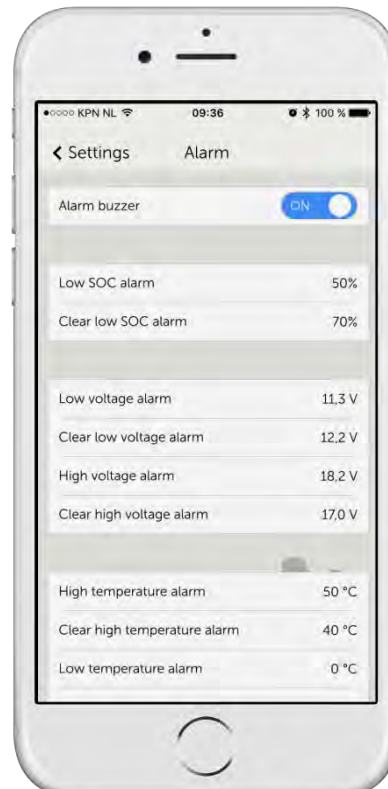 ●○○○○ KPN NL 09:36 100 %
Settings Alarm
Alarm buzzer ON
Low SOC alarm 50%
Clear low SOC alarm 70%
Low voltage alarm 11,3 V
Clear low voltage alarm 12,2 V
High voltage alarm 18,2 V
Clear high voltage alarm 17,0 V
High temperature alarm 50 °C
Clear high temperature alarm 40 °C
Low temperature alarm 0 °C